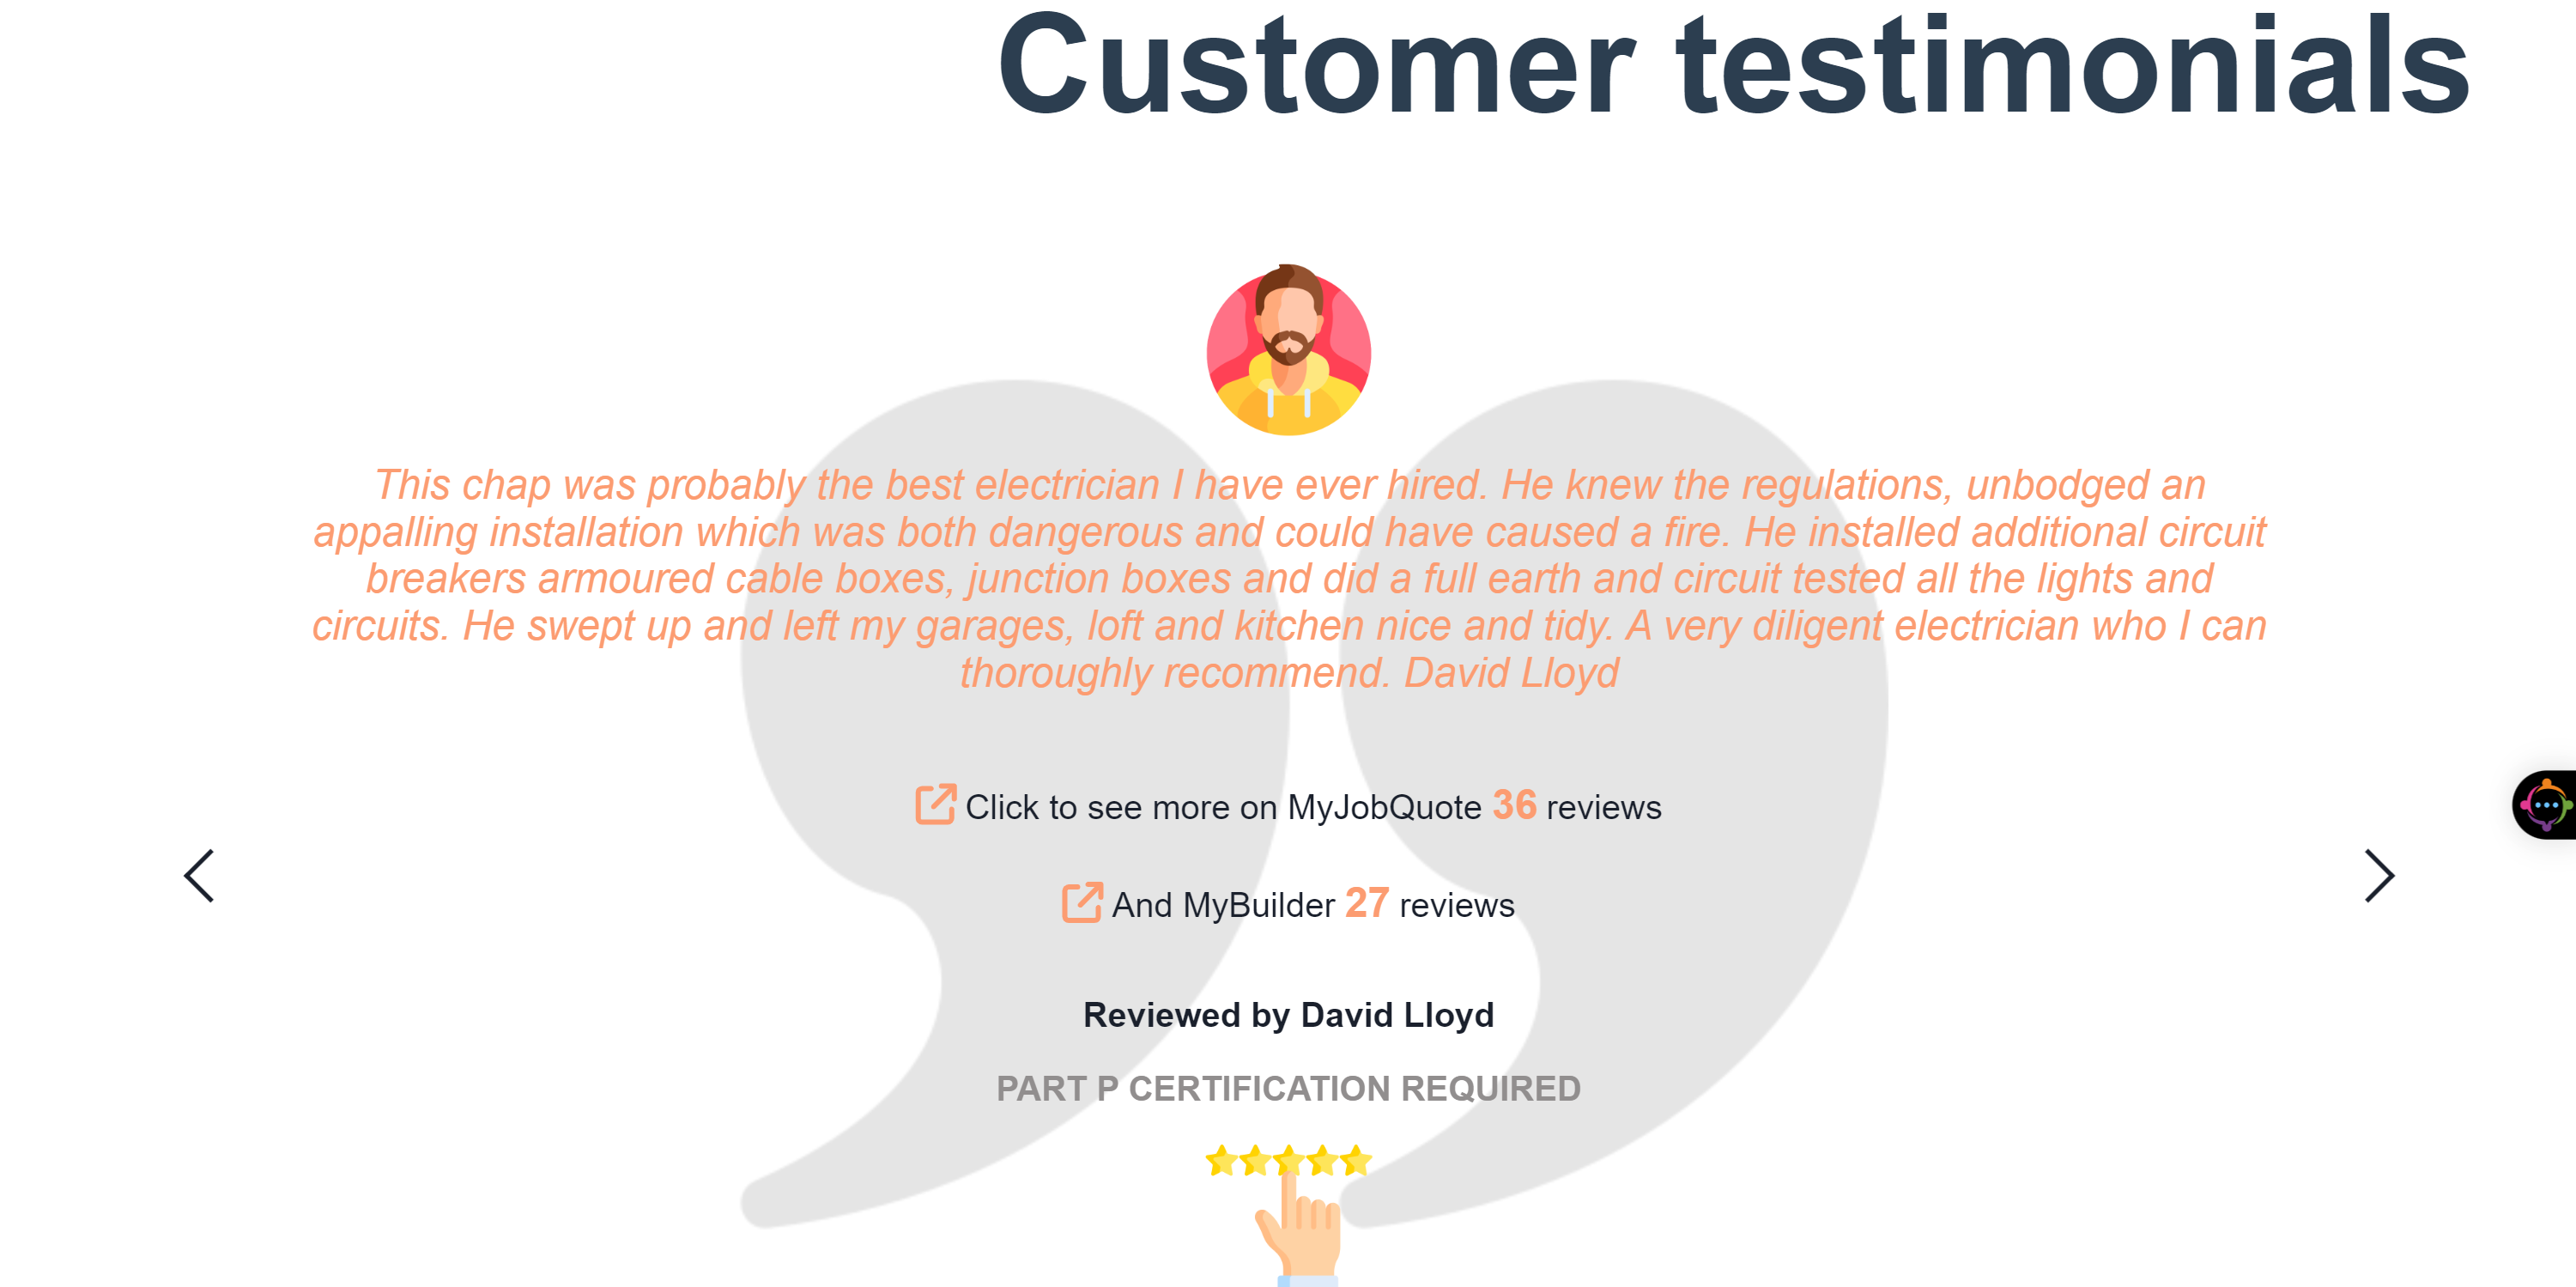 Customer testimonials
This chap was probably the best electrician I have ever hired. He knew the regulations, unbodged an
appalling installation which was both dangerous and could have caused a fire. He installed additional circuit
breakers armoured cable boxes, junction boxes and did a full earth and circuit tested all the lights and
circuits. He swept up and left my garages, loft and kitchen nice and tidy. A very diligent electrician who I can
thoroughly recommend. David Lloyd
Click to see more on MyJobQuote 36 reviews
And MyBuilder 27 reviews
Reviewed by David Lloyd
PART P CERTIFICATION REQUIRED